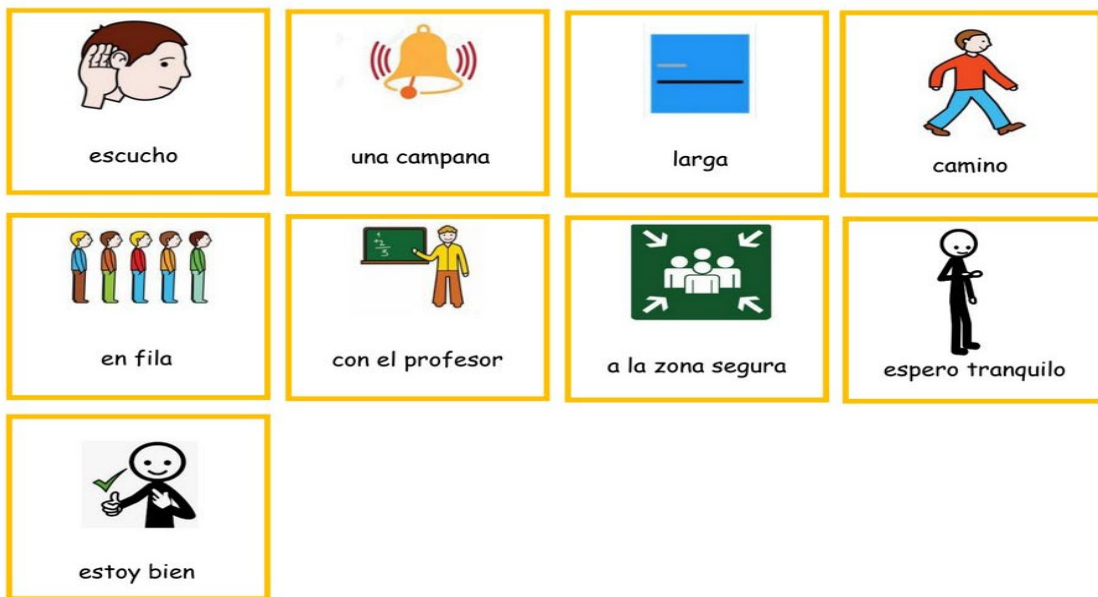 escucho
una campana
larga
camino
en fila
con el profesor
a la zona segura
espero tranquilo
estoy bien